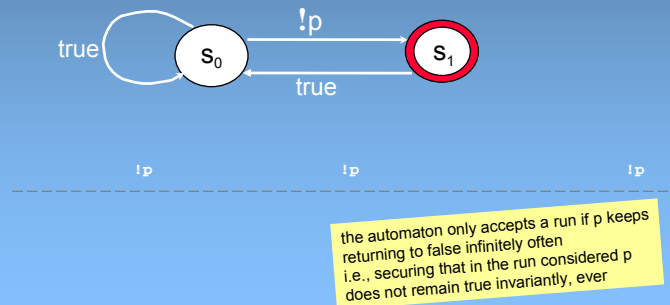 !p
true
s0
s1
true
!p !p !p
the automaton only accepts a run if p keeps
returning to false infinitely often
i.e., securing that in the run considered p
does not remain true invariantly, ever